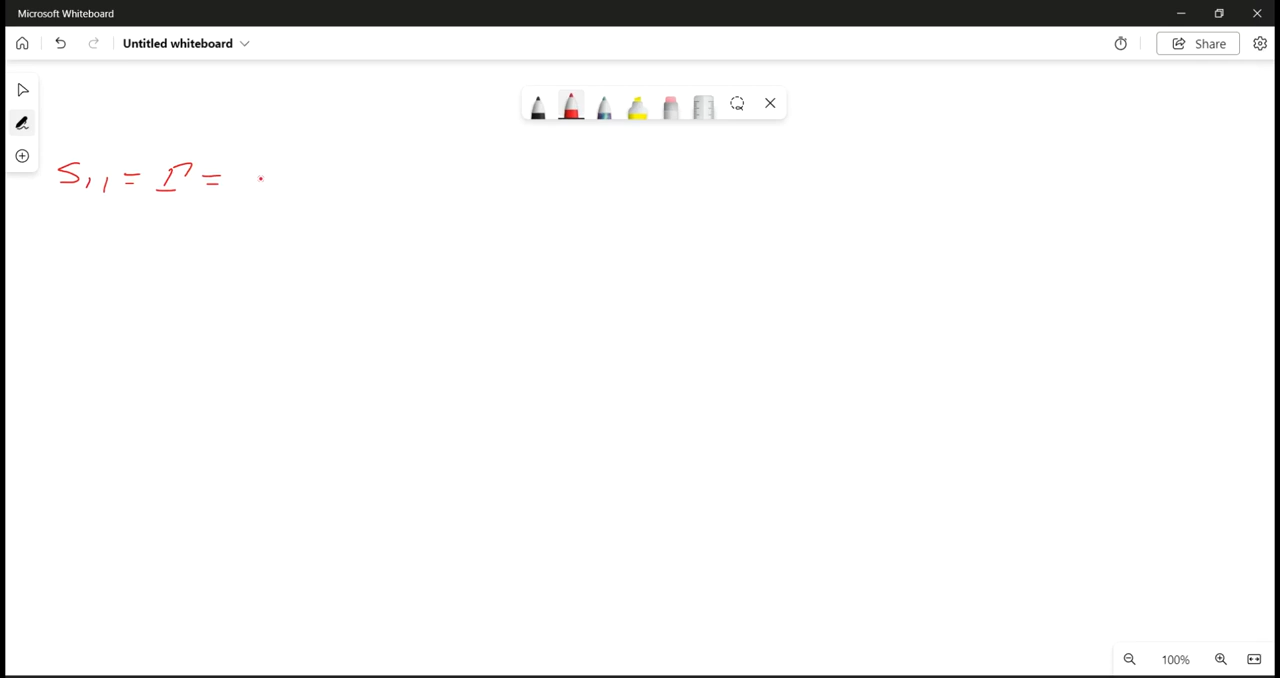 Microsoft Whiteboard
Untitled whiteboard
Share
S11 = Γ =
100%